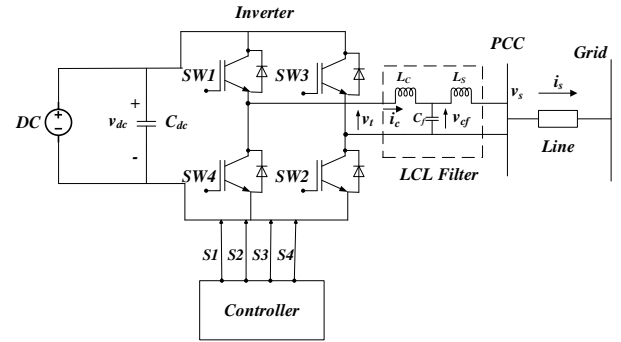 Inverter
PCC
Grid
SW1
SW3
L_C
L_S
v_s
i_s
DC
+
-
v_dc
C_dc
+
-
v_t
i_c
C_f
v_cf
Line
SW4
SW2
LCL Filter
S1 S2 S3 S4
Controller